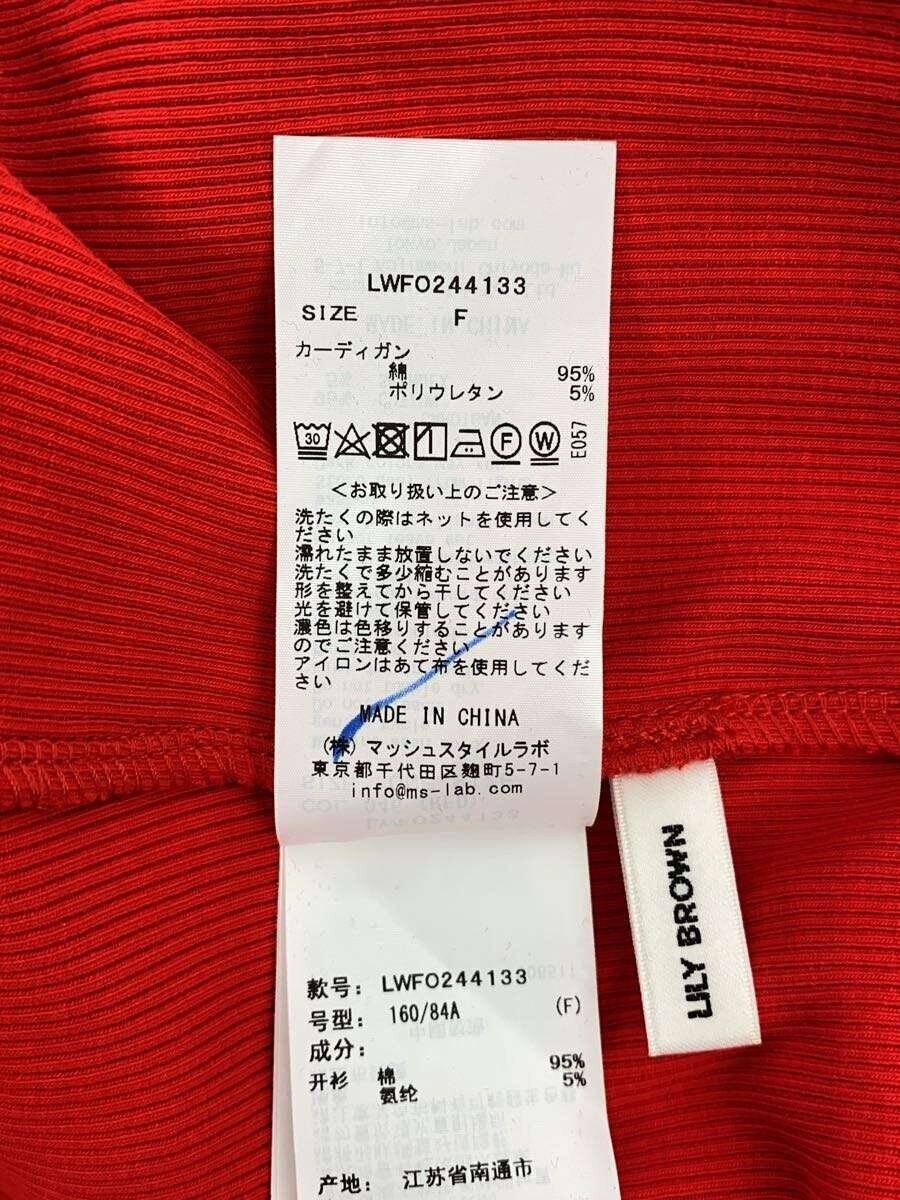 LWFO244133
SIZE F
カーディガン
綿 95%
ポリウレタン 5%
30 F W E057
＜お取り扱い上のご注意＞
洗たくの際はネットを使用してく
ださい
濡れたまま放置しないでください
洗たくで多少縮むことがあります
形を整えてから干してください
光を避けて保管してください
濃色は色移りすることがあります
のでご注意ください
アイロンはあて布を使用してくだ
さい
MADE IN CHINA
(株)マッシュスタイルラボ
東京都千代田区麹町5-7-1
info@ms-lab.com
LILY BROWN
款号: LWFO244133
号型: 160/84A (F)
成分:
开衫 棉 95%
氨纶 5%
产地: 江苏省南通市